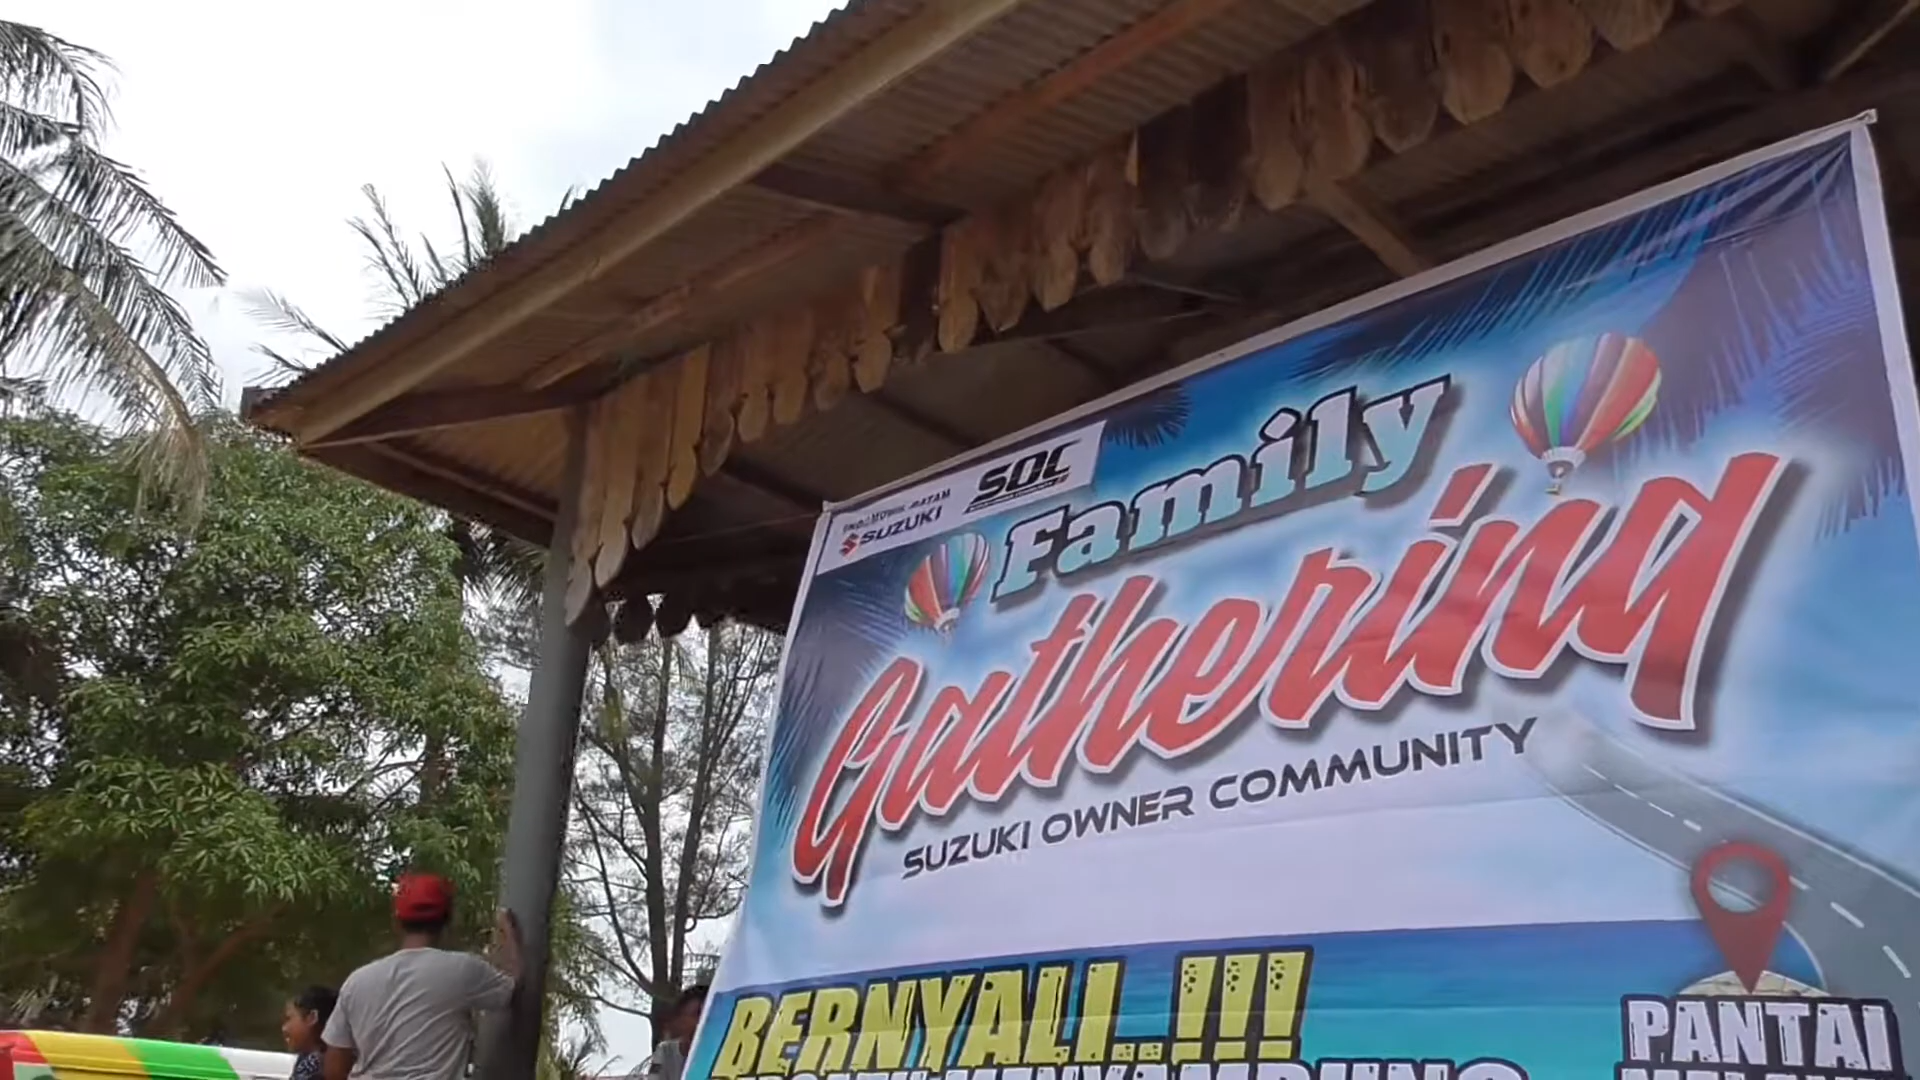 SUZUKI
SOC
Family
Gathering
SUZUKI OWNER COMMUNITY
BERNYALI..!!!
PANTAI